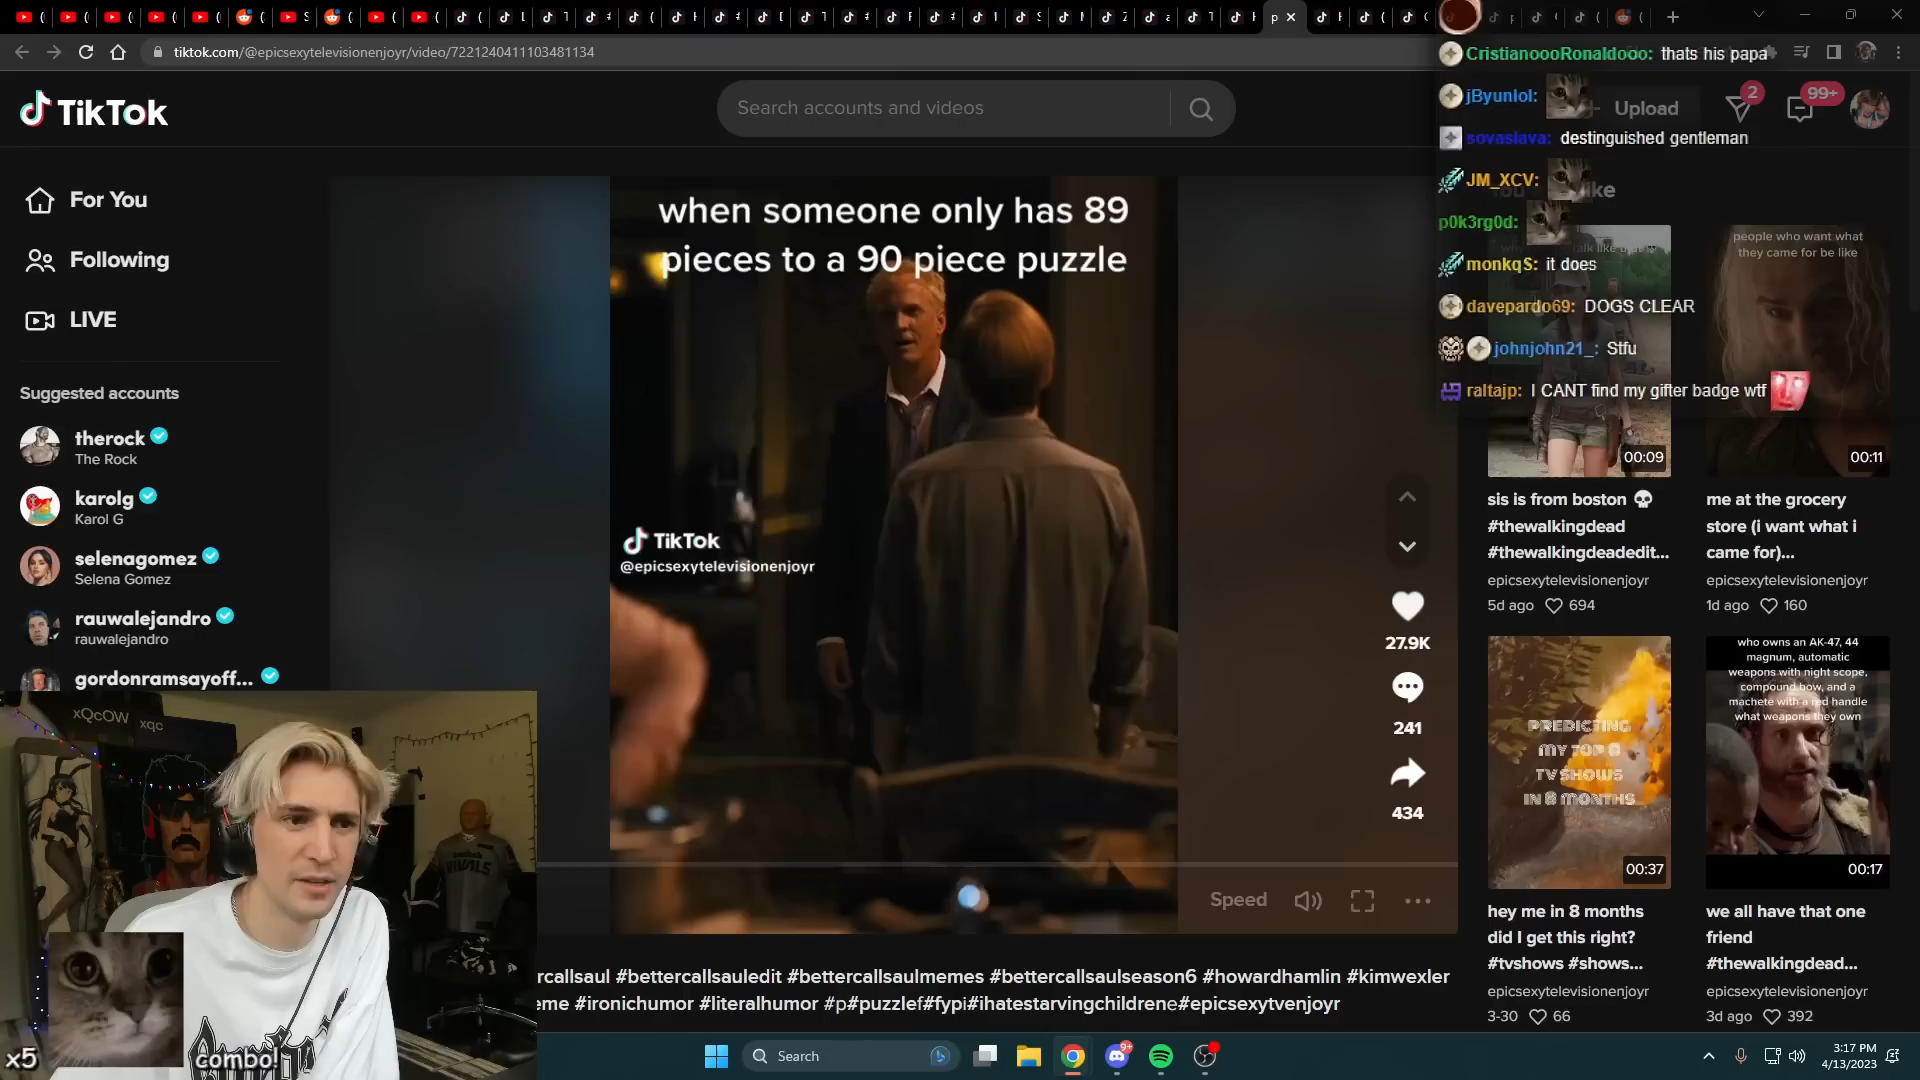 tiktok.com/@epicsexytelevisionenjoyr/video/7221240411103481134
TikTok
Search accounts and videos
Upload
2
99+
For You
Following
LIVE
Suggested accounts
therock
The Rock
karolg
Karol G
selenagomez
Selena Gomez
rauwalejandro
rauwalejandro
gordonramsayoff...
when someone only has 89
pieces to a 90 piece puzzle
TikTok
@epicsexytelevisionenjoyr
27.9K
241
434
Speed
CristianoooRonaldooo: thats his papa
jByunlol:
sovaslava: destinguished gentleman
JM_XCV:
p0k3rg0d:
monkqS: it does
davepardo69: DOGS CLEAR
johnjohn21_: Stfu
raltajp: I CANT find my gifter badge wtf
people who want what
they came for be like
00:09
00:11
sis is from boston
#thewalkingdead
#thewalkingdeadedit...
epicsexytelevisionenjoyr
5d ago 694
me at the grocery
store (i want what i
came for)...
epicsexytelevisionenjoyr
1d ago 160
PREDICTING
MY TOP 8
TV SHOWS
IN 8 MONTHS
00:37
who owns an AK-47, 44
magnum, automatic
weapons with night scope,
compound bow, and a
machete with a red handle
what weapons they own
00:17
hey me in 8 months
did I get this right?
#tvshows #shows...
epicsexytelevisionenjoyr
3-30 66
we all have that one
friend
#thewalkingdead...
epicsexytelevisionenjoyr
3d ago 392
rcallsaul #bettercallsauledit #bettercallsaulmemes #bettercallsaulseason6 #howardhamlin #kimwexler
eme #ironichumor #literalhumor #p#puzzlef#fypi#ihatestarvingchildrene#epicsexytvenjoyr
xQcOW xqc
RIVALS
x5
combo!
Search
9+
3:17 PM
4/13/2023